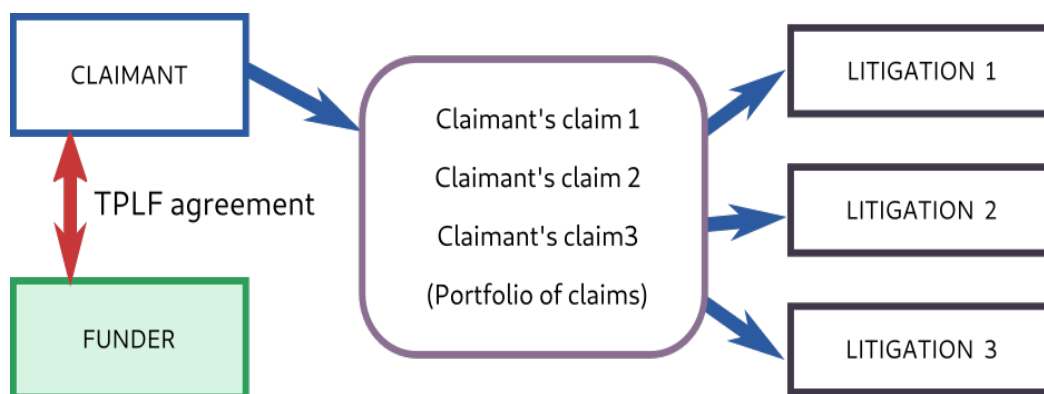 CLAIMANT
TPLF agreement
FUNDER
Claimant's claim 1
Claimant's claim 2
Claimant's claim3
(Portfolio of claims)
LITIGATION 1
LITIGATION 2
LITIGATION 3